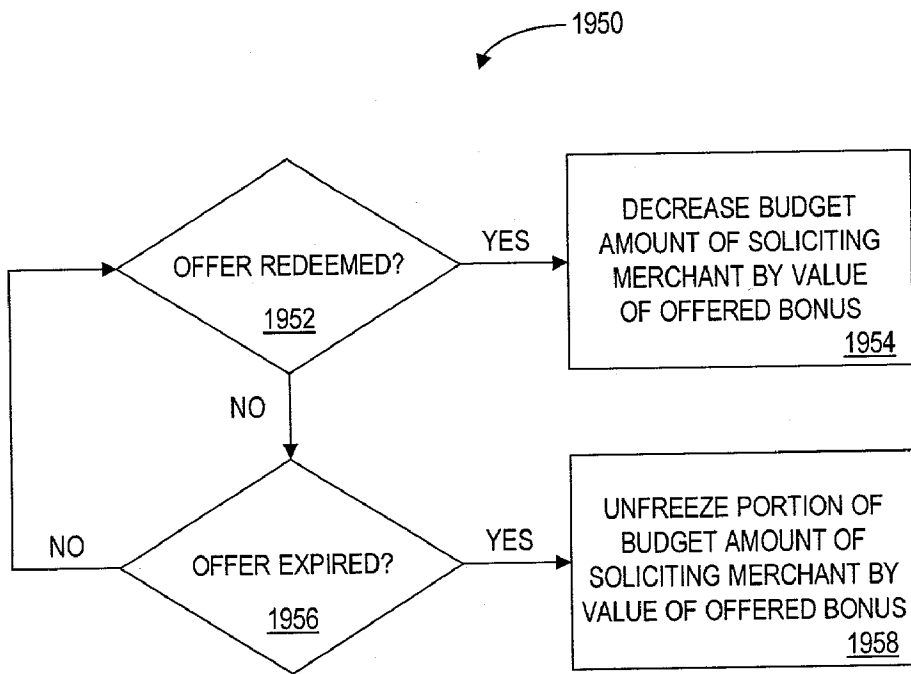 1950
OFFER REDEEMED?
1952
YES
DECREASE BUDGET
AMOUNT OF SOLICITING
MERCHANT BY VALUE
OF OFFERED BONUS
1954
NO
OFFER EXPIRED?
1956
NO
YES
UNFREEZE PORTION OF
BUDGET AMOUNT OF
SOLICITING MERCHANT BY
VALUE OF OFFERED BONUS
1958